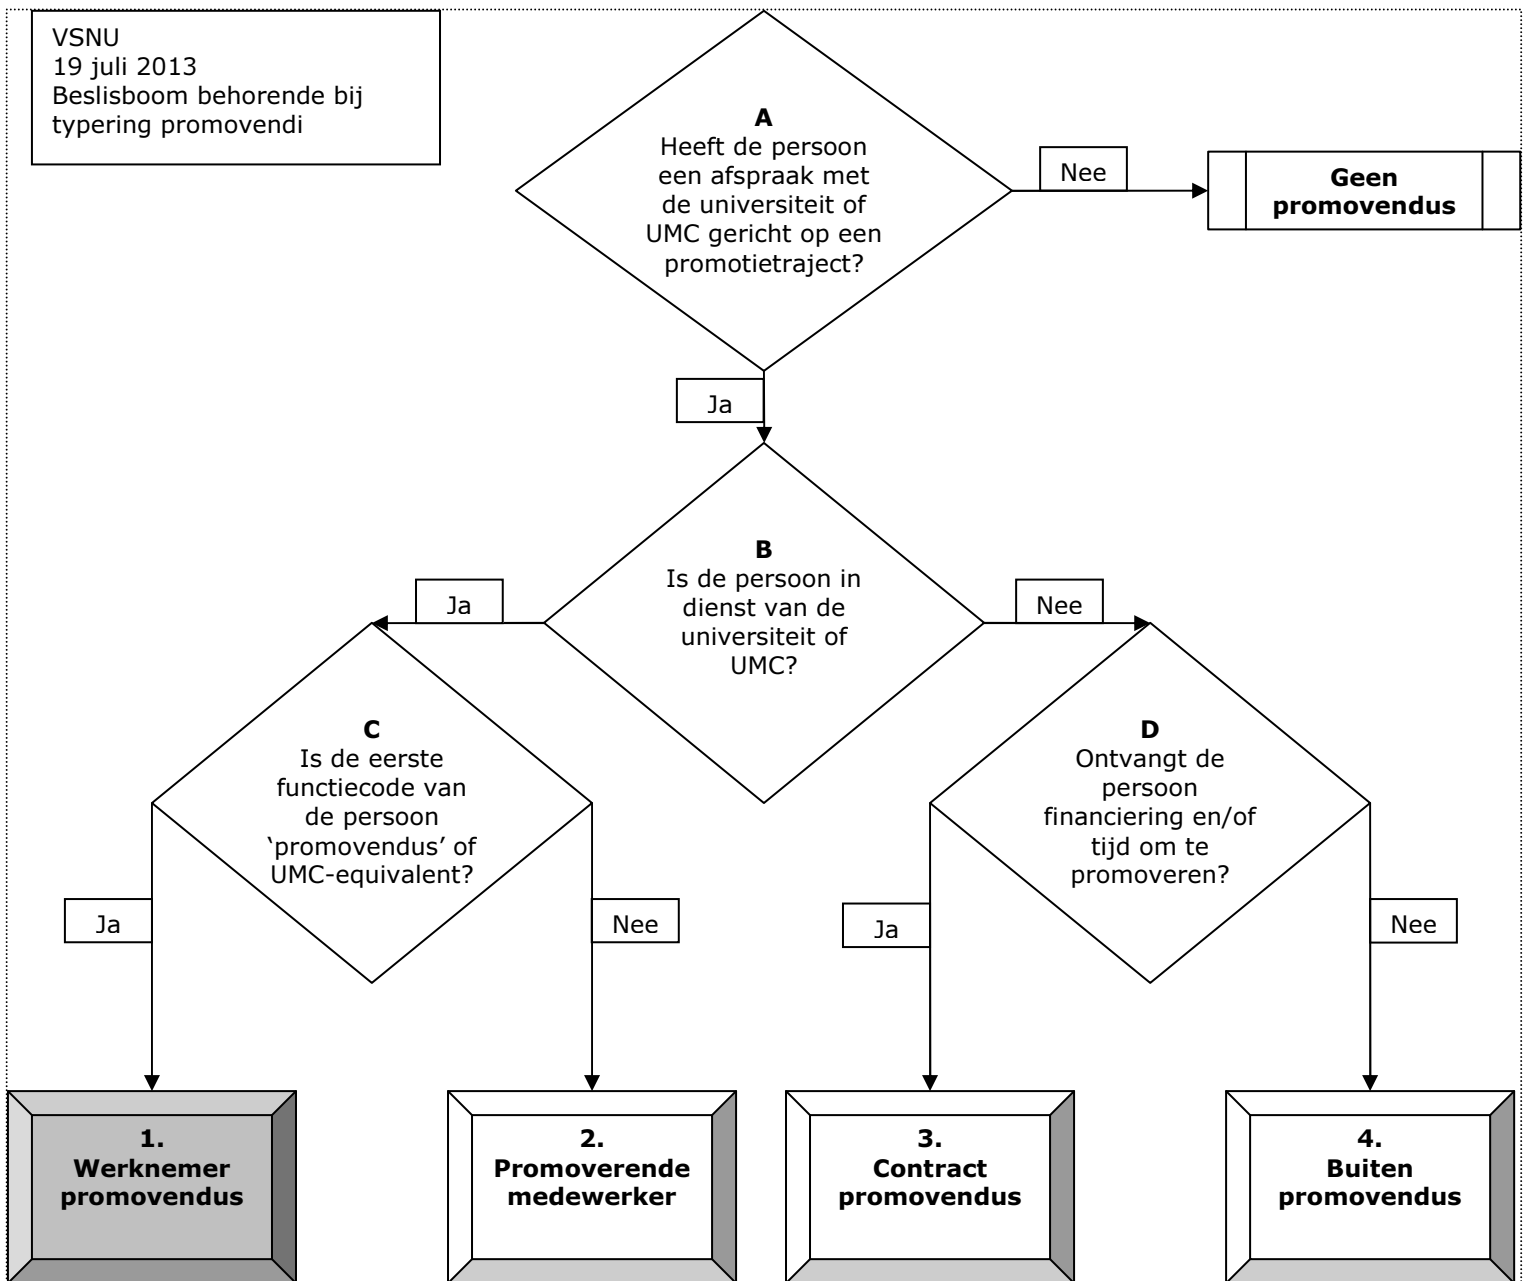 VSNU
19 juli 2013
Beslisboom behorende bij
typering promovendi
A
Heeft de persoon
een afspraak met
de universiteit of
UMC gericht op een
promotietraject?
Nee
Geen
promovendus
Ja
B
Is de persoon in
dienst van de
universiteit of
UMC?
Ja
Nee
C
Is de eerste
functiecode van
de persoon
‘promovendus’ of
UMC-equivalent?
D
Ontvangt de
persoon
financiering en/of
tijd om te
promoveren?
Ja
Nee
Ja
Nee
1.
Werknemer
promovendus
2.
Promoverende
medewerker
3.
Contract
promovendus
4.
Buiten
promovendus